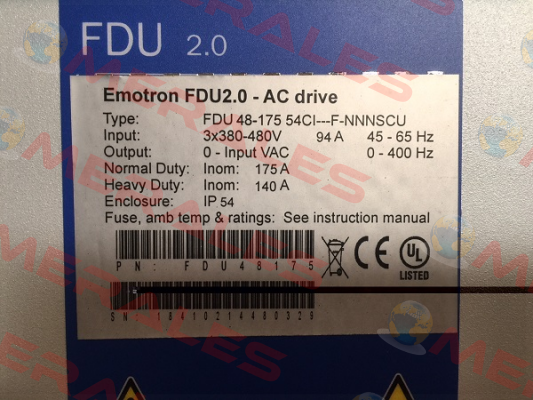 FDU 2.0
Emotron FDU2.0 - AC drive
Type: FDU 48-175 54CI---F-NNNSCU
Input: 3x380-480V 94 A 45 - 65 Hz
Output: 0 - Input VAC 0 - 400 Hz
Normal Duty: Inom: 175 A
Heavy Duty: Inom: 140 A
Enclosure: IP 54
Fuse, amb temp & ratings: See instruction manual
CE
UL
LISTED
PN: FDU48175
MERALES